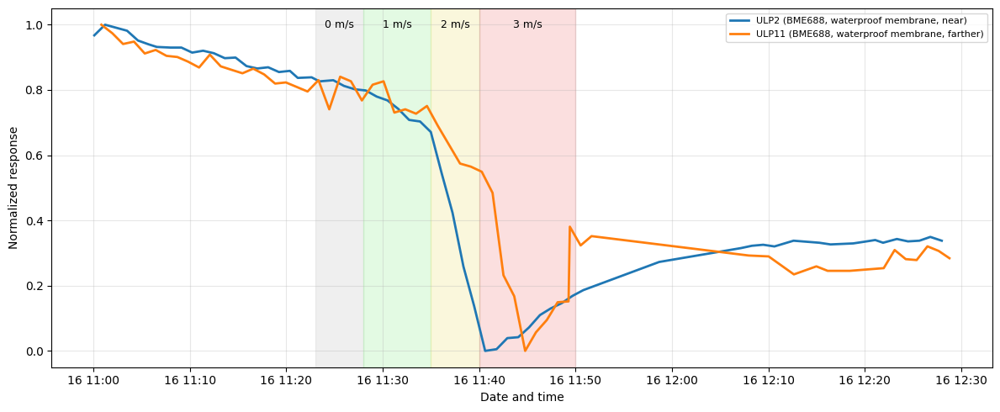 0 m/s 1 m/s 2 m/s 3 m/s
ULP2 (BME688, waterproof membrane, near)
ULP11 (BME688, waterproof membrane, farther)
Normalized response
1.0
0.8
0.6
0.4
0.2
0.0
16 11:00 16 11:10 16 11:20 16 11:30 16 11:40 16 11:50 16 12:00 16 12:10 16 12:20 16 12:30
Date and time